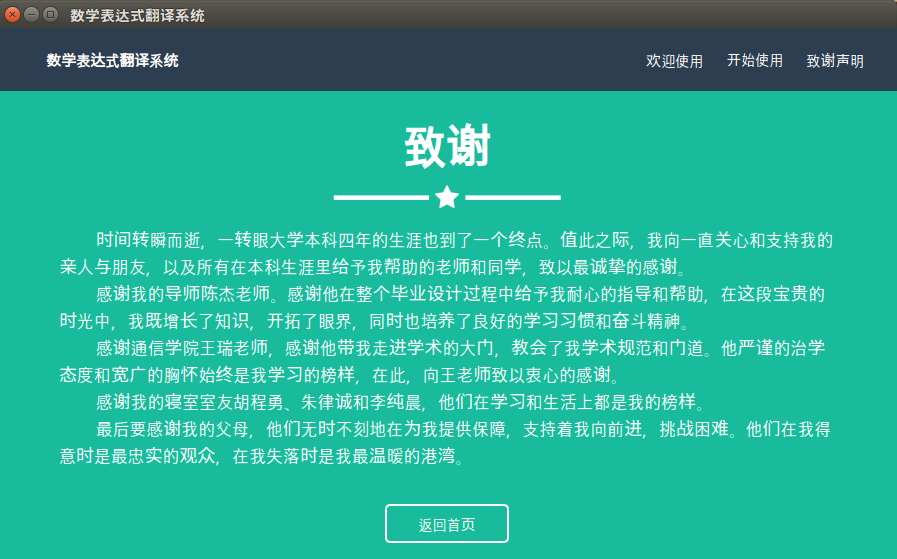 数学表达式翻译系统
数学表达式翻译系统
欢迎使用
开始使用
致谢声明
致谢
时间转瞬而逝，一转眼大学本科四年的生涯也到了一个终点。值此之际，我向一直关心和支持我的
亲人与朋友，以及所有在本科生涯里给予我帮助的老师和同学，致以最诚挚的感谢。
感谢我的导师陈杰老师。感谢他在整个毕业设计过程中给予我耐心的指导和帮助，在这段宝贵的
时光中，我既增长了知识，开拓了眼界，同时也培养了良好的学习习惯和奋斗精神。
感谢通信学院王瑞老师，感谢他带我走进学术的大门，教会了我学术规范和门道。他严谨的治学
态度和宽广的胸怀始终是我学习的榜样，在此，向王老师致以衷心的感谢。
感谢我的寝室室友胡程勇、朱律诚和李纯晨，他们在学习和生活上都是我的榜样。
最后要感谢我的父母，他们无时不刻地在为我提供保障，支持着我向前进，挑战困难。他们在我得
意时是最忠实的观众，在我失落时是我最温暖的港湾。
返回首页